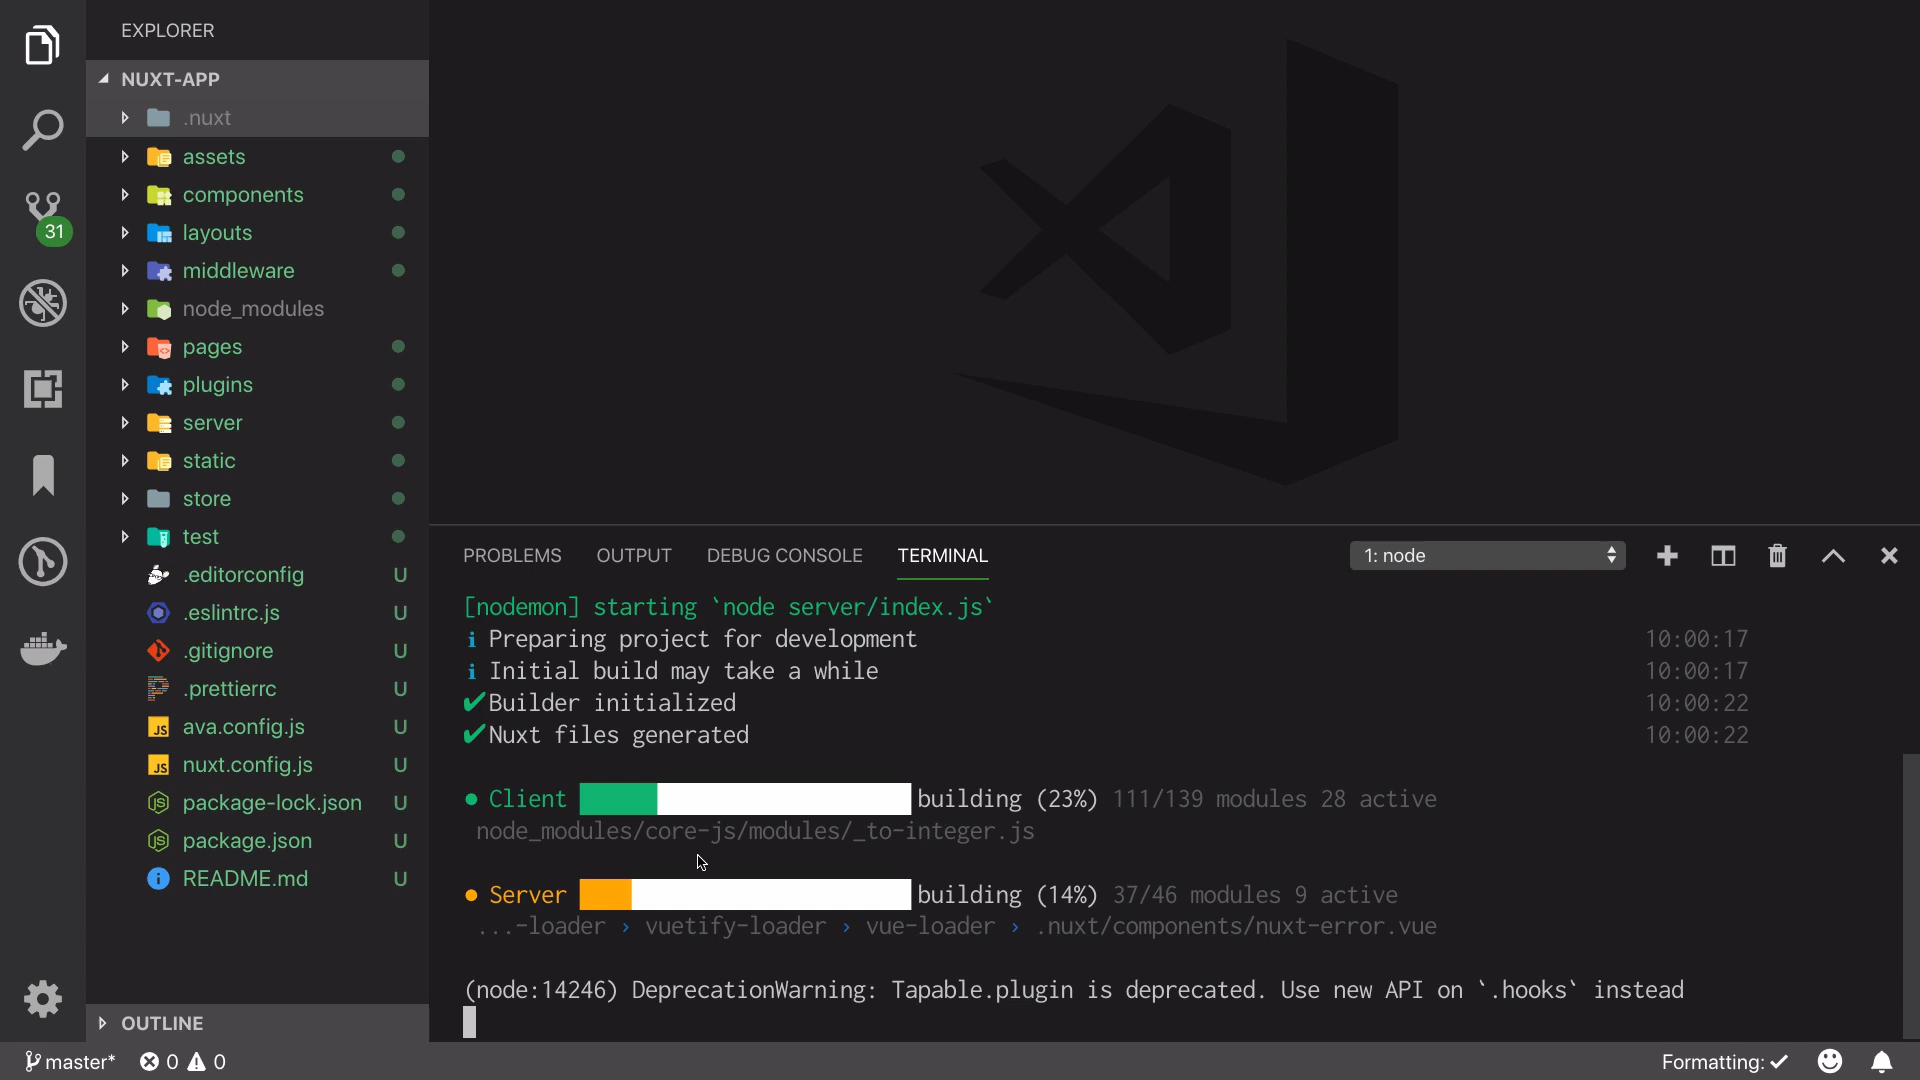 EXPLORER
NUXT-APP
.nuxt
assets
components
layouts
31
middleware
node_modules
pages
plugins
server
static
store
test
.editorconfig U
.eslintrc.js U
.gitignore U
.prettierrc U
JS ava.config.js U
JS nuxt.config.js U
package-lock.json U
package.json U
README.md U
OUTLINE
PROBLEMS OUTPUT DEBUG CONSOLE TERMINAL 1: node
[nodemon] starting `node server/index.js`
ℹ Preparing project for development 10:00:17
ℹ Initial build may take a while 10:00:17
✔Builder initialized 10:00:22
✔Nuxt files generated 10:00:22
● Client building (23%) 111/139 modules 28 active
node_modules/core-js/modules/_to-integer.js
● Server building (14%) 37/46 modules 9 active
...-loader › vuetify-loader › vue-loader › .nuxt/components/nuxt-error.vue
(node:14246) DeprecationWarning: Tapable.plugin is deprecated. Use new API on `.hooks` instead
master* 0 0 Formatting: ✓